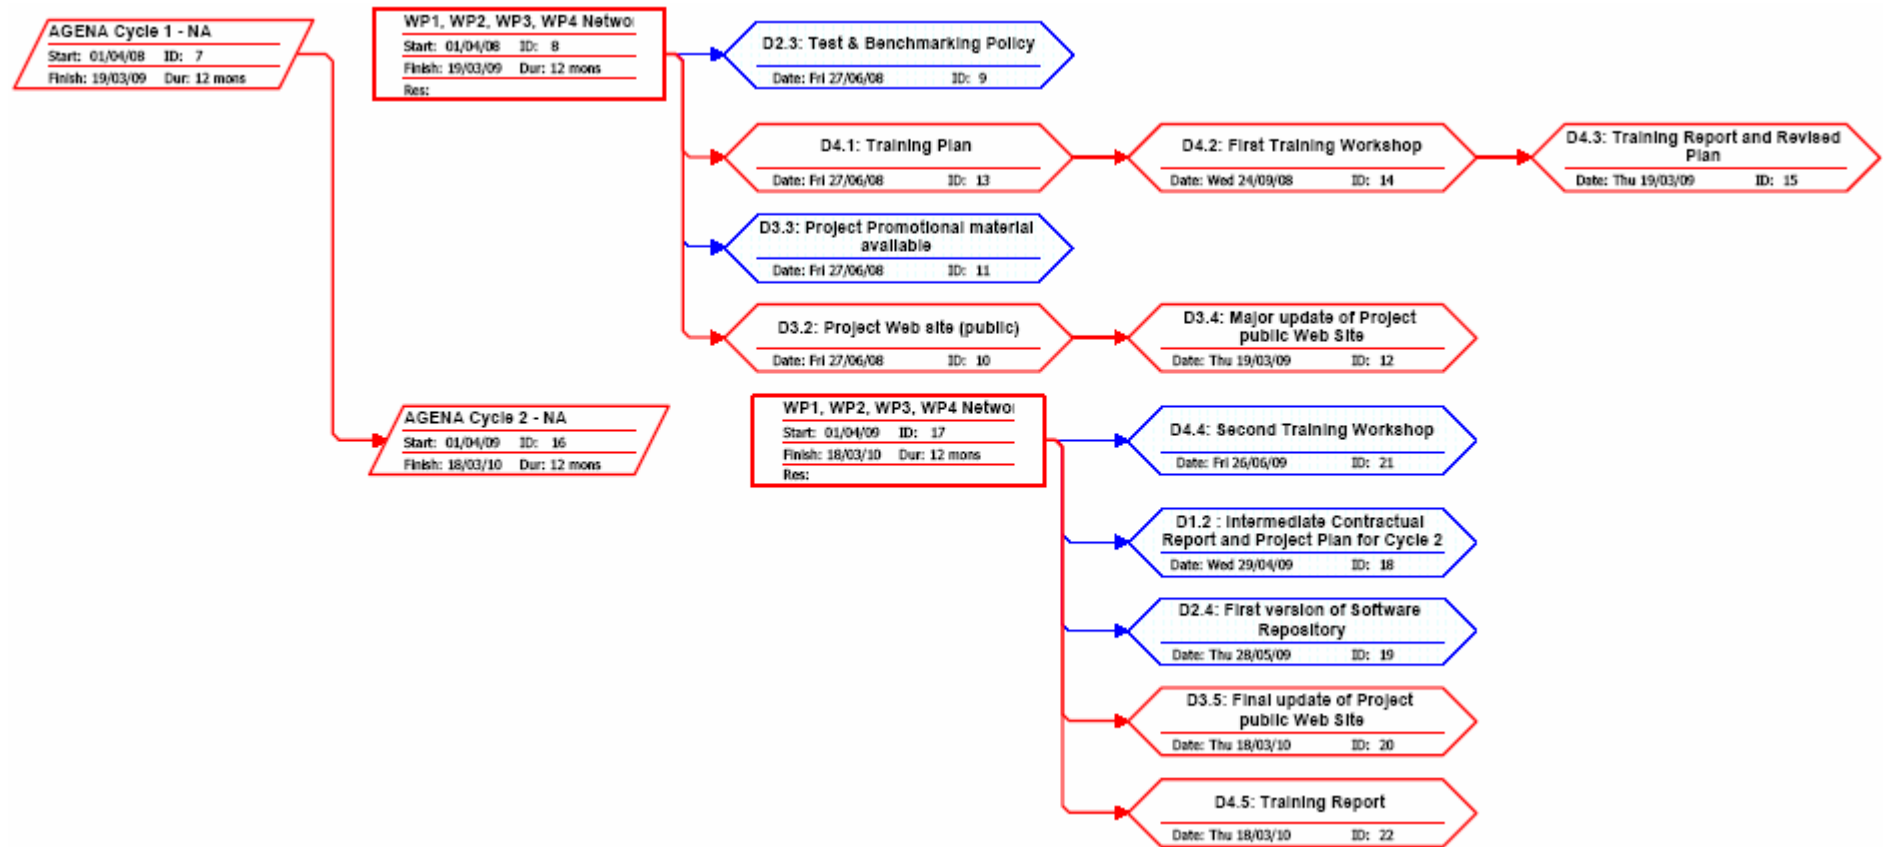 AGENA Cycle 1 - NA
Start: 01/04/08 ID: 7
Finish: 19/03/09 Dur: 12 mons
WP1, WP2, WP3, WP4 Networ
Start: 01/04/08 ID: 8
Finish: 19/03/09 Dur: 12 mons
Res:
D2.3: Test & Benchmarking Policy
Date: Fri 27/06/08 ID: 9
D4.1: Training Plan
Date: Fri 27/06/08 ID: 13
D4.2: First Training Workshop
Date: Wed 24/09/08 ID: 14
D4.3: Training Report and Revised
Plan
Date: Thu 19/03/09 ID: 15
D3.3: Project Promotional material
available
Date: Fri 27/06/08 ID: 11
D3.2: Project Web site (public)
Date: Fri 27/06/08 ID: 10
D3.4: Major update of Project
public Web Site
Date: Thu 19/03/09 ID: 12
AGENA Cycle 2 - NA
Start: 01/04/09 ID: 16
Finish: 18/03/10 Dur: 12 mons
WP1, WP2, WP3, WP4 Networ
Start: 01/04/09 ID: 17
Finish: 18/03/10 Dur: 12 mons
Res:
D4.4: Second Training Workshop
Date: Fri 26/06/09 ID: 21
D1.2 : Intermediate Contractual
Report and Project Plan for Cycle 2
Date: Wed 29/04/09 ID: 18
D2.4: First version of Software
Repository
Date: Thu 28/05/09 ID: 19
D3.5: Final update of Project
public Web Site
Date: Thu 18/03/10 ID: 20
D4.5: Training Report
Date: Thu 18/03/10 ID: 22